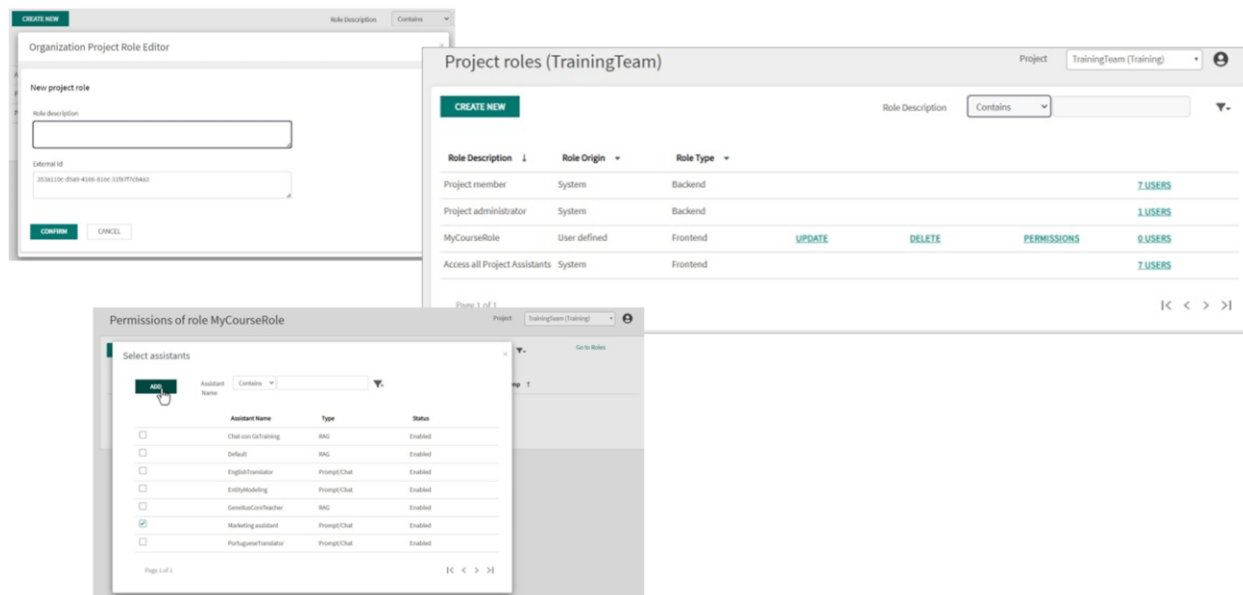 CREATE NEW Role Description Contains
Organization Project Role Editor
New project role
Role description
External Id
CONFIRM CANCEL
Project roles (TrainingTeam) Project TrainingTeam (Training)
CREATE NEW Role Description Contains
Role Description Role Origin Role Type
Project member System Backend 7 USERS
Project administrator System Backend 1 USERS
MyCourseRole User defined Frontend UPDATE DELETE PERMISSIONS 0 USERS
Access all Project Assistants System Frontend 7 USERS
Page 1 of 1
Permissions of role MyCourseRole Project TrainingTeam (Training)
Select assistants Go to Roles
ADD Assistant Name Contains
Assistant Name Type Status
Chat con GxTraining RAG Enabled
Default RAG Enabled
EnglishTranslator Prompt/Chat Enabled
EntityModeling Prompt/Chat Enabled
GeneXusCoreTeacher RAG Enabled
Marketing assistant Prompt/Chat Enabled
PortugueseTranslator Prompt/Chat Enabled
Page 1 of 1